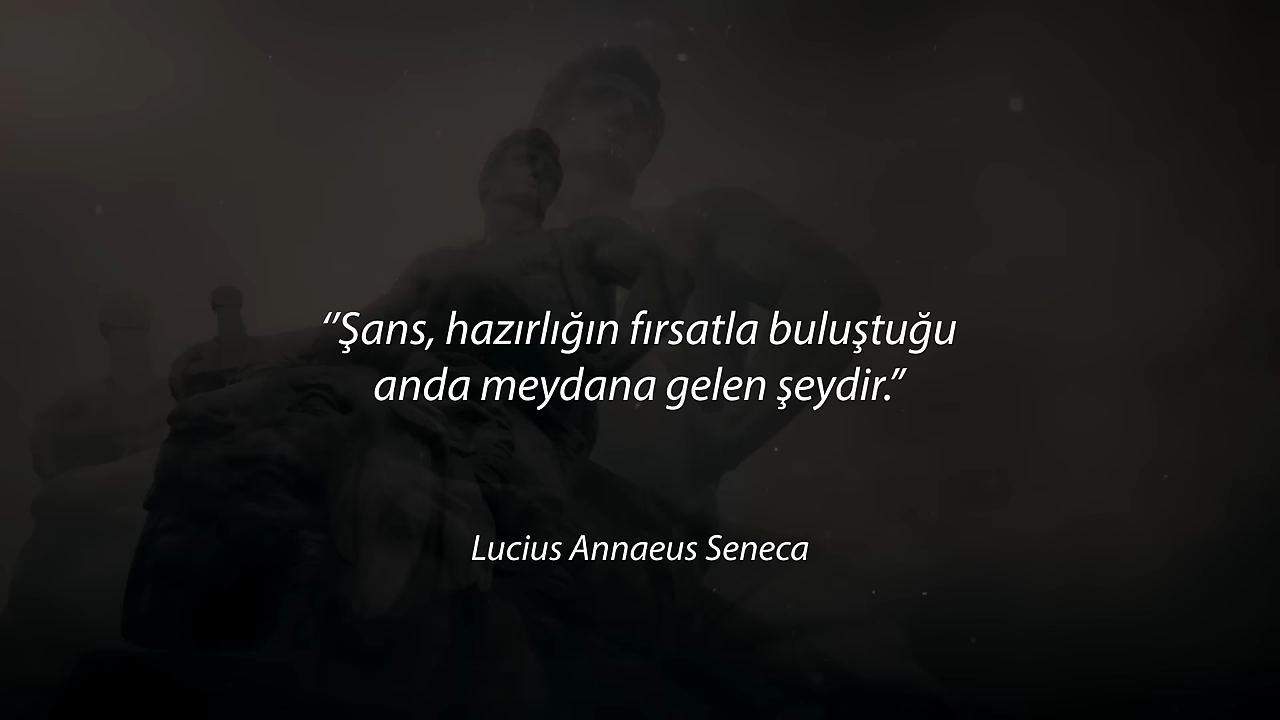 “Şans, hazırlığın fırsatla buluştuğu
anda meydana gelen şeydir.”
Lucius Annaeus Seneca